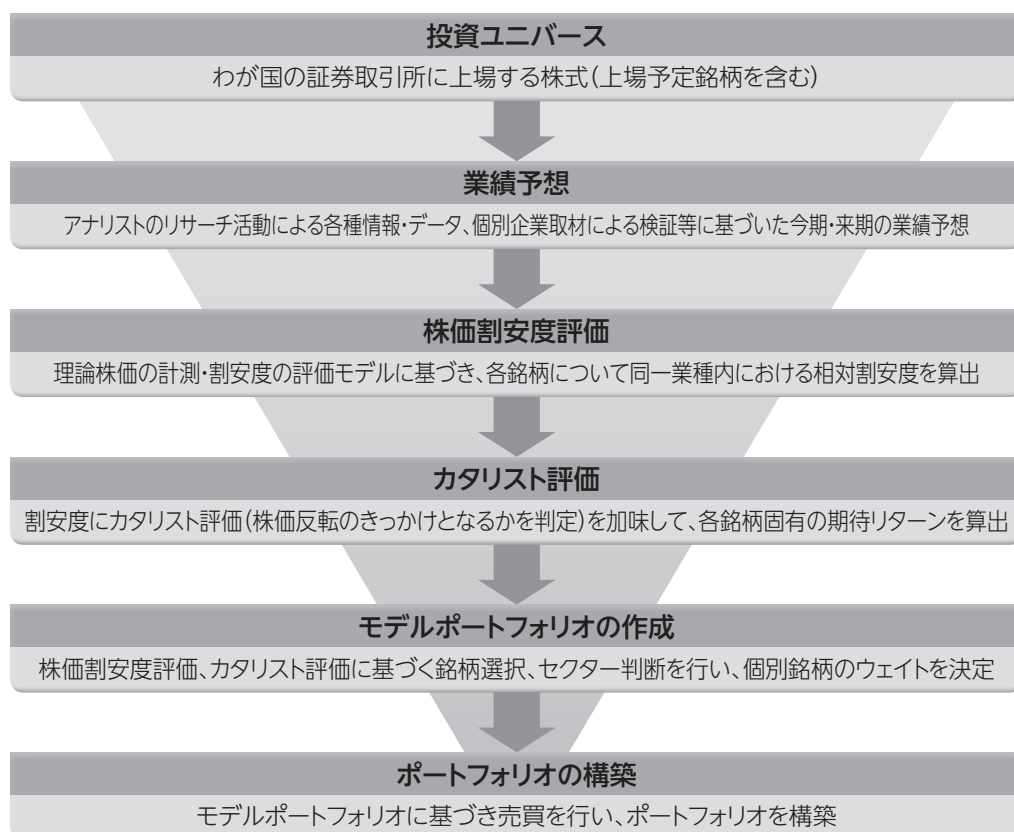 投資ユニバース
わが国の証券取引所に上場する株式(上場予定銘柄を含む)
業績予想
アナリストのリサーチ活動による各種情報・データ、個別企業取材による検証等に基づいた今期・来期の業績予想
株価割安度評価
理論株価の計測・割安度の評価モデルに基づき、各銘柄について同一業種内における相対割安度を算出
カタリスト評価
割安度にカタリスト評価(株価反転のきっかけとなるかを判定)を加味して、各銘柄固有の期待リターンを算出
モデルポートフォリオの作成
株価割安度評価、カタリスト評価に基づく銘柄選択、セクター判断を行い、個別銘柄のウェイトを決定
ポートフォリオの構築
モデルポートフォリオに基づき売買を行い、ポートフォリオを構築